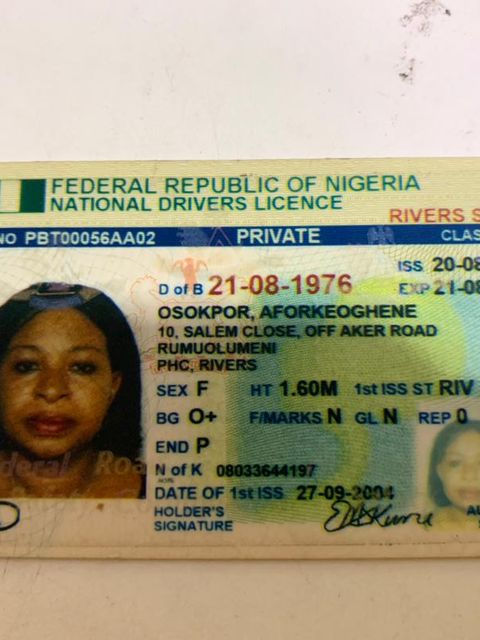 FEDERAL REPUBLIC OF NIGERIA
NATIONAL DRIVERS LICENCE
RIVERS S
NO PBT00056AA02 PRIVATE CLAS
ISS 20-08
D of B 21-08-1976 EXP 21-08
OSOKPOR, AFORKEOGHENE
10, SALEM CLOSE, OFF AKER ROAD
RUMUOLUMENI
PHC, RIVERS
SEX F HT 1.60M 1st ISS ST RIV
BG O+ F/MARKS N GL N REP 0
END P
Federal Roa
N of K 08033644197
DATE OF 1st ISS 27-09-2004
HOLDER'S
SIGNATURE
AU